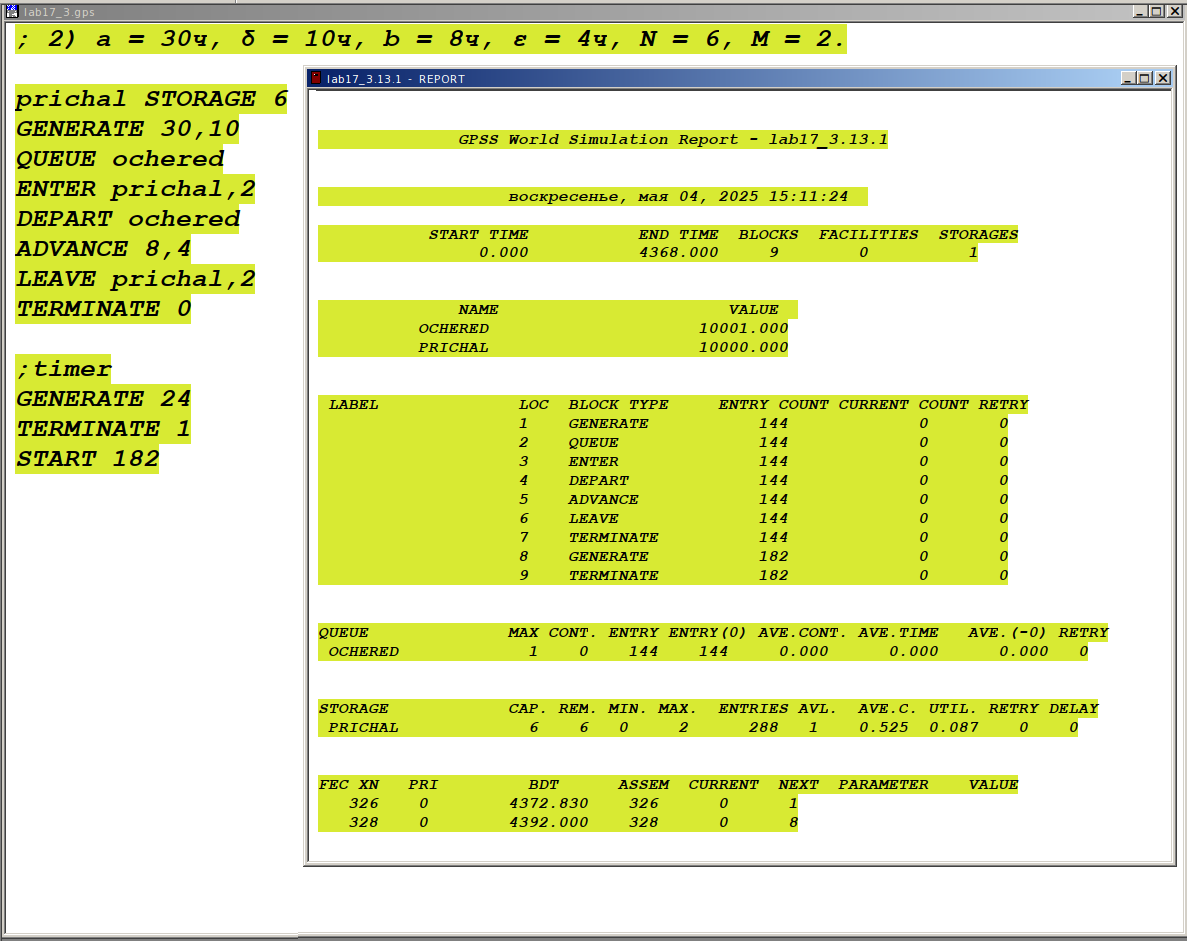 lab17_3.gps
; 2) a = 30ч, δ = 10ч, b = 8ч, ε = 4ч, N = 6, M = 2.
prichal STORAGE 6
GENERATE 30,10
QUEUE ochered
ENTER prichal,2
DEPART ochered
ADVANCE 8,4
LEAVE prichal,2
TERMINATE 0
;timer
GENERATE 24
TERMINATE 1
START 182
lab17_3.13.1 - REPORT
GPSS World Simulation Report - lab17_3.13.1
воскресенье, мая 04, 2025 15:11:24
START TIME END TIME BLOCKS FACILITIES STORAGES
0.000 4368.000 9 0 1
NAME VALUE
OCHERED 10001.000
PRICHAL 10000.000
LABEL LOC BLOCK TYPE ENTRY COUNT CURRENT COUNT RETRY
1 GENERATE 144 0 0
2 QUEUE 144 0 0
3 ENTER 144 0 0
4 DEPART 144 0 0
5 ADVANCE 144 0 0
6 LEAVE 144 0 0
7 TERMINATE 144 0 0
8 GENERATE 182 0 0
9 TERMINATE 182 0 0
QUEUE MAX CONT. ENTRY ENTRY(0) AVE.CONT. AVE.TIME AVE.(-0) RETRY
OCHERED 1 0 144 144 0.000 0.000 0.000 0
STORAGE CAP. REM. MIN. MAX. ENTRIES AVL. AVE.C. UTIL. RETRY DELAY
PRICHAL 6 6 0 2 288 1 0.525 0.087 0 0
FEC XN PRI BDT ASSEM CURRENT NEXT PARAMETER VALUE
326 0 4372.830 326 0 1
328 0 4392.000 328 0 8